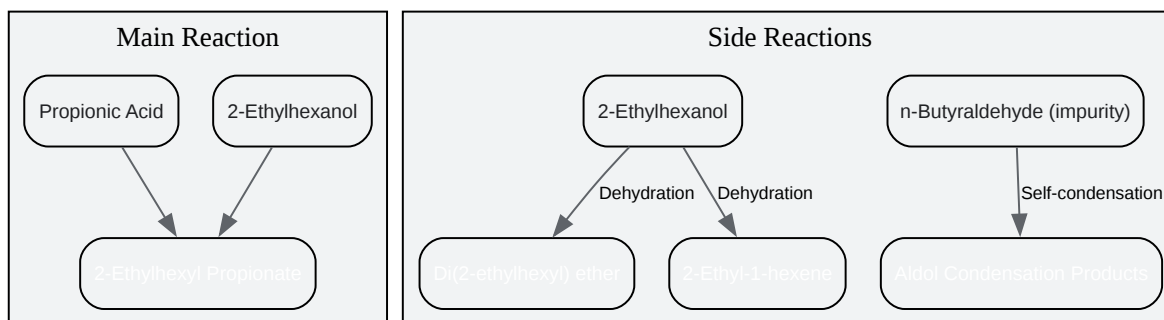 Main Reaction
Side Reactions
Propionic Acid
2-Ethylhexanol
2-Ethylhexanol
n-Butyraldehyde (impurity)
Dehydration
Dehydration
Self-condensation
2-Ethylhexyl Propionate
Di(2-ethylhexyl) ether
2-Ethyl-1-hexene
Aldol Condensation Products